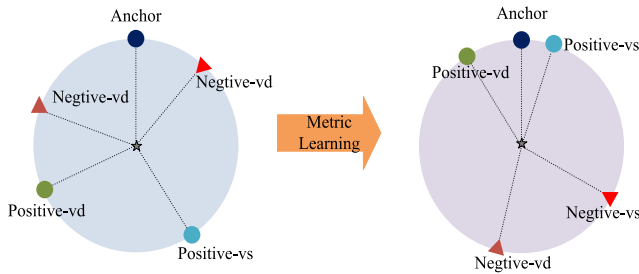 Anchor
Negtive-vd
Negtive-vd
Positive-vd
Positive-vs
Metric
Learning
Anchor
Positive-vs
Positive-vd
Negtive-vs
Negtive-vd